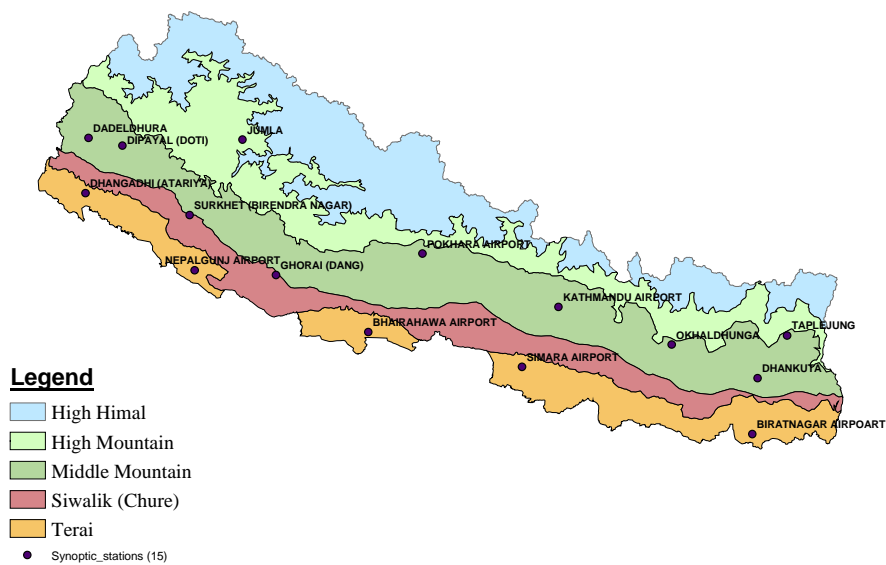 DADELDHURA
DIPAYAL (DOTI)
JUMLA
DHANGADHI (ATARIYA)
SURKHET (BIRENDRA NAGAR)
POKHARA AIRPORT
NEPALGUNJ AIRPORT
GHORAI (DANG)
KATHMANDU AIRPORT
BHAIRAHAWA AIRPORT
OKHALDHUNGA
TAPLEJUNG
SIMARA AIRPORT
DHANKUTA
BIRATNAGAR AIRPOART
Legend
High Himal
High Mountain
Middle Mountain
Siwalik (Chure)
Terai
Synoptic_stations (15)